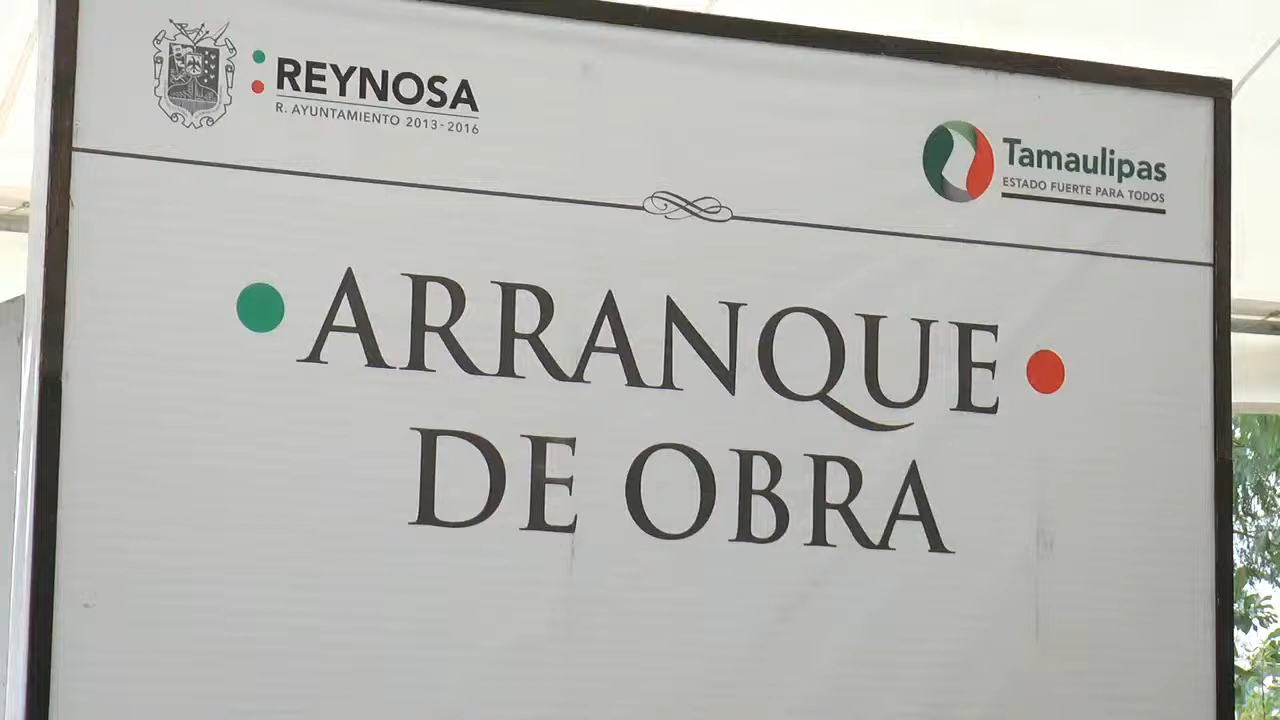 REYNOSA
R. AYUNTAMIENTO 2013-2016
Tamaulipas
ESTADO FUERTE PARA TODOS
ARRANQUE
DE OBRA